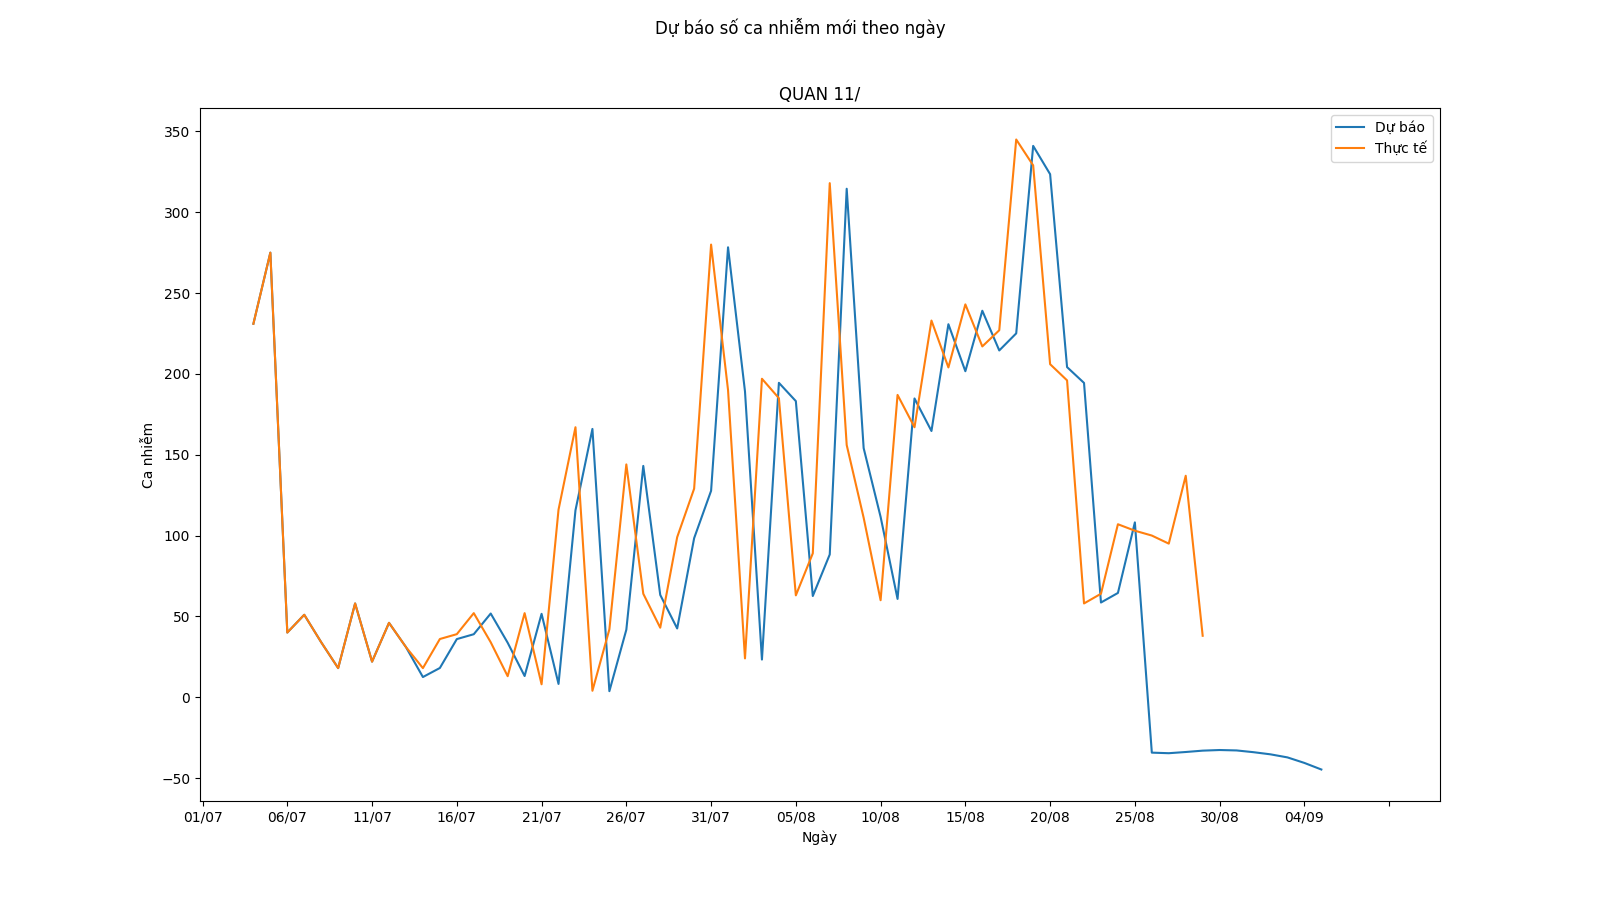 Dự báo số ca nhiễm mới theo ngày
QUAN 11/
Dự báo
Thực tế
350
300
250
200
150
100
50
0
−50
Ca nhiễm
01/07 06/07 11/07 16/07 21/07 26/07 31/07 05/08 10/08 15/08 20/08 25/08 30/08 04/09
Ngày